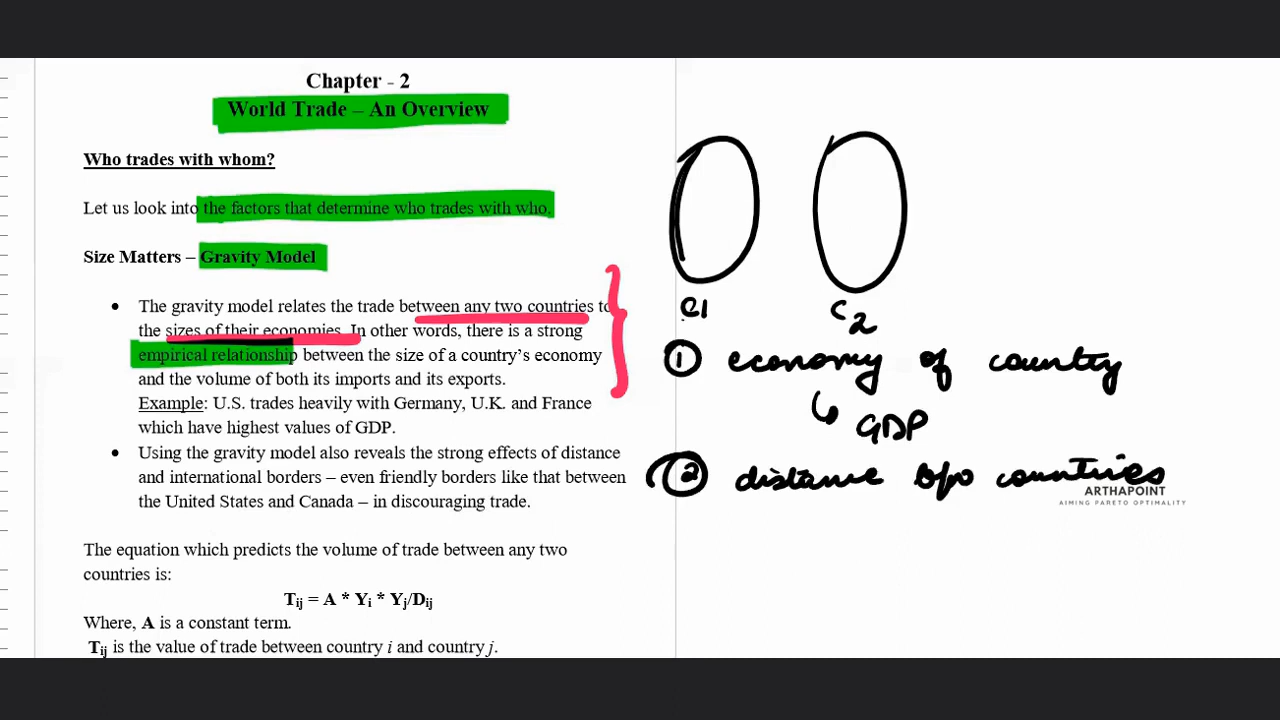 Chapter - 2
World Trade – An Overview
Who trades with whom?
Let us look into the factors that determine who trades with who.
Size Matters – Gravity Model
• The gravity model relates the trade between any two countries to
the sizes of their economies. In other words, there is a strong
empirical relationship between the size of a country's economy
and the volume of both its imports and its exports.
Example: U.S. trades heavily with Germany, U.K. and France
which have highest values of GDP.
• Using the gravity model also reveals the strong effects of distance
and international borders – even friendly borders like that between
the United States and Canada – in discouraging trade.
The equation which predicts the volume of trade between any two
countries is:
Tij = A * Yi * Yj/Dij
Where, A is a constant term.
Tij is the value of trade between country i and country j.
C1 C2
① economy of country
↳ GDP
② distance b/w countries
ARTHAPOINT
AIMING PARETO OPTIMALITY